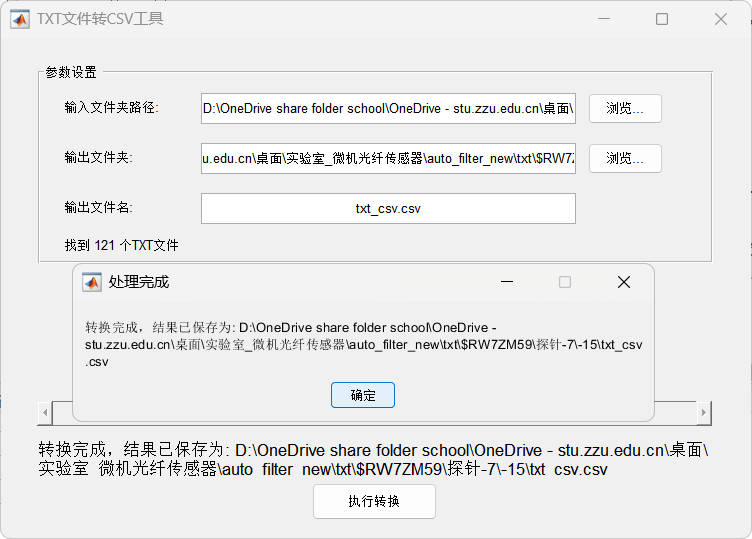 TXT文件转CSV工具
参数设置
输入文件夹路径:
D:\OneDrive share folder school\OneDrive - stu.zzu.edu.cn\桌面\
浏览...
输出文件夹:
u.edu.cn\桌面\实验室_微机光纤传感器\auto_filter_new\txt\$RW7Z
浏览...
输出文件名:
txt_csv.csv
找到 121 个TXT文件
处理完成
转换完成，结果已保存为: D:\OneDrive share folder school\OneDrive -
stu.zzu.edu.cn\桌面\实验室_微机光纤传感器\auto_filter_new\txt\$RW7ZM59\探针-7\-15\txt_csv
.csv
确定
转换完成，结果已保存为: D:\OneDrive share folder school\OneDrive - stu.zzu.edu.cn\桌面\
实验室_微机光纤传感器\auto_filter_new\txt\$RW7ZM59\探针-7\-15\txt_csv.csv
执行转换